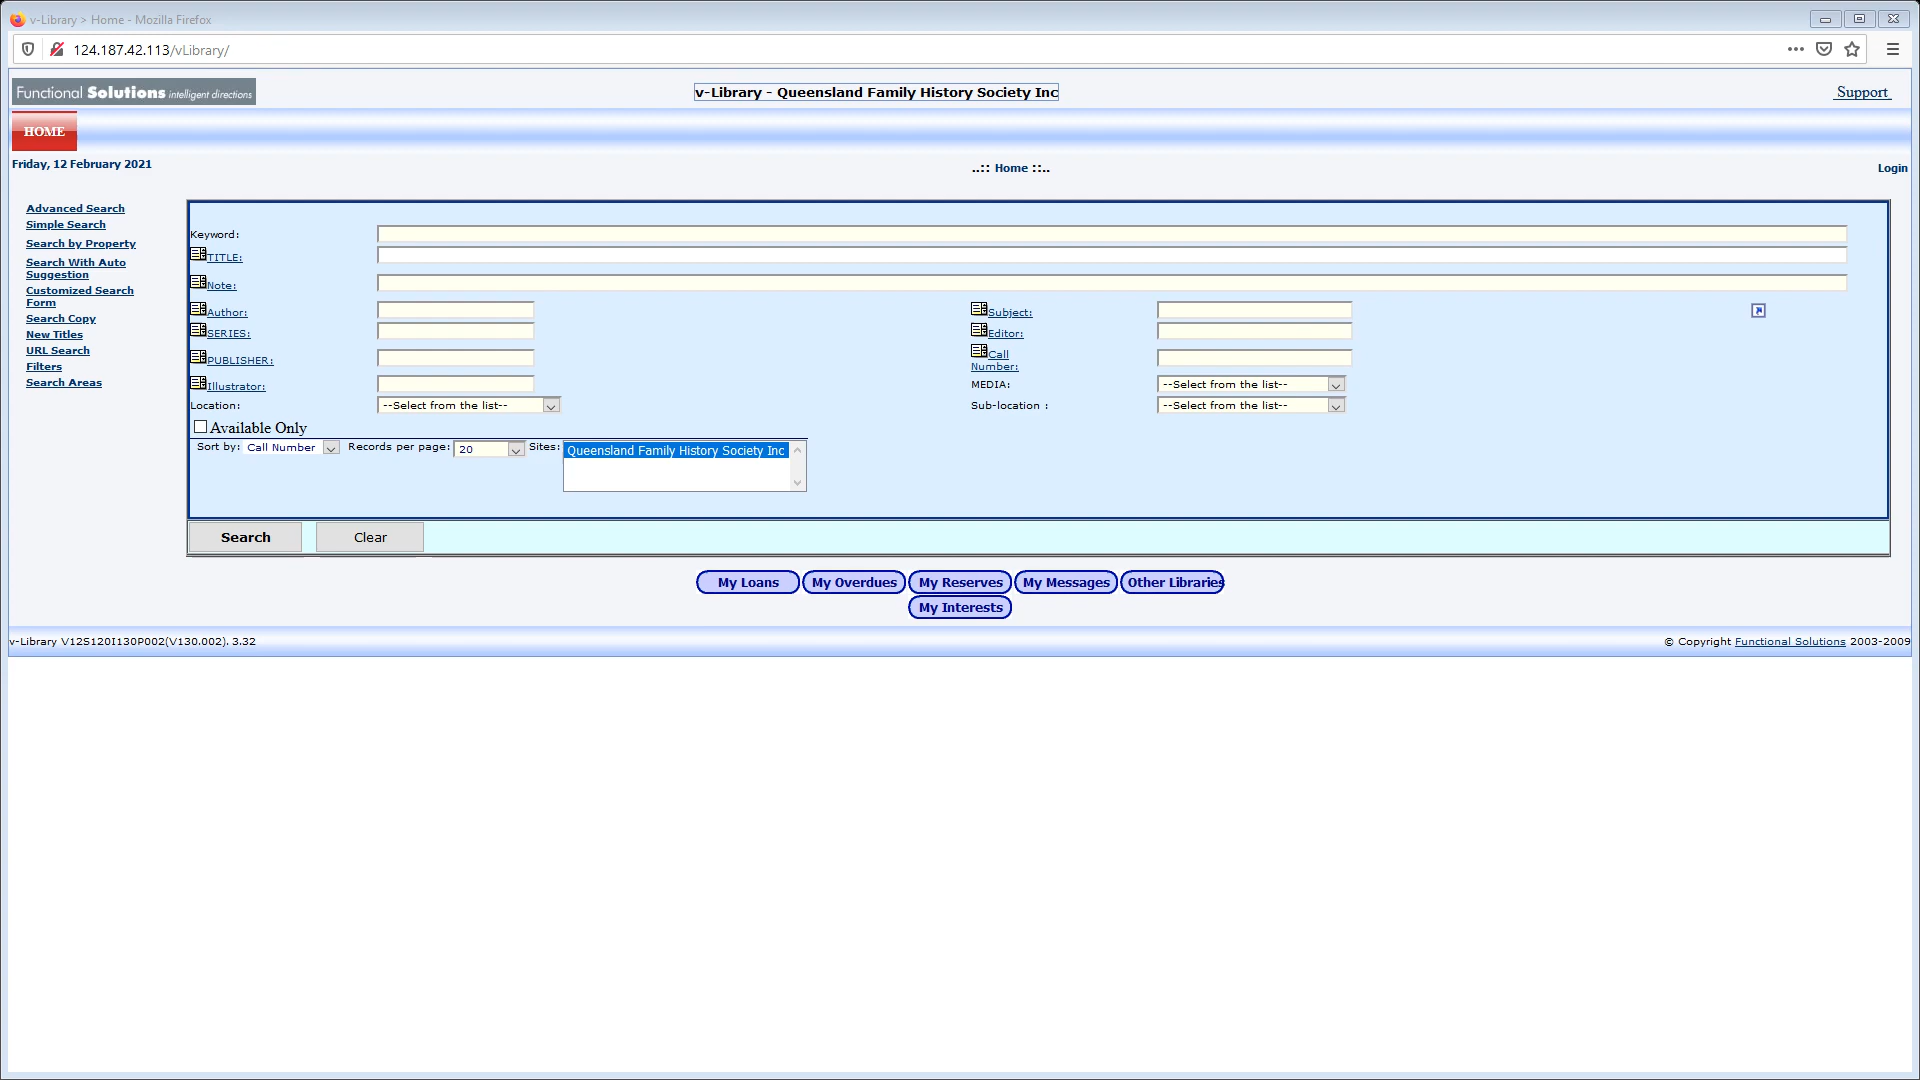 v-Library > Home - Mozilla Firefox
124.187.42.113/vLibrary/
Functional Solutions intelligent directions
v-Library - Queensland Family History Society Inc
Support
HOME
Friday, 12 February 2021
..:: Home ::..
Login
Advanced Search
Simple Search
Search by Property
Search With Auto
Suggestion
Customized Search
Form
Search Copy
New Titles
URL Search
Filters
Search Areas
Keyword:
TITLE:
Note:
Author:
Subject:
SERIES:
Editor:
PUBLISHER:
Call
Number:
Illustrator:
MEDIA:
--Select from the list--
Location:
--Select from the list--
Sub-location :
--Select from the list--
Available Only
Sort by: Call Number
Records per page: 20
Sites: Queensland Family History Society Inc
Search
Clear
My Loans
My Overdues
My Reserves
My Messages
Other Libraries
My Interests
v-Library V12S120I130P002(V130.002). 3.32
© Copyright Functional Solutions 2003-2009